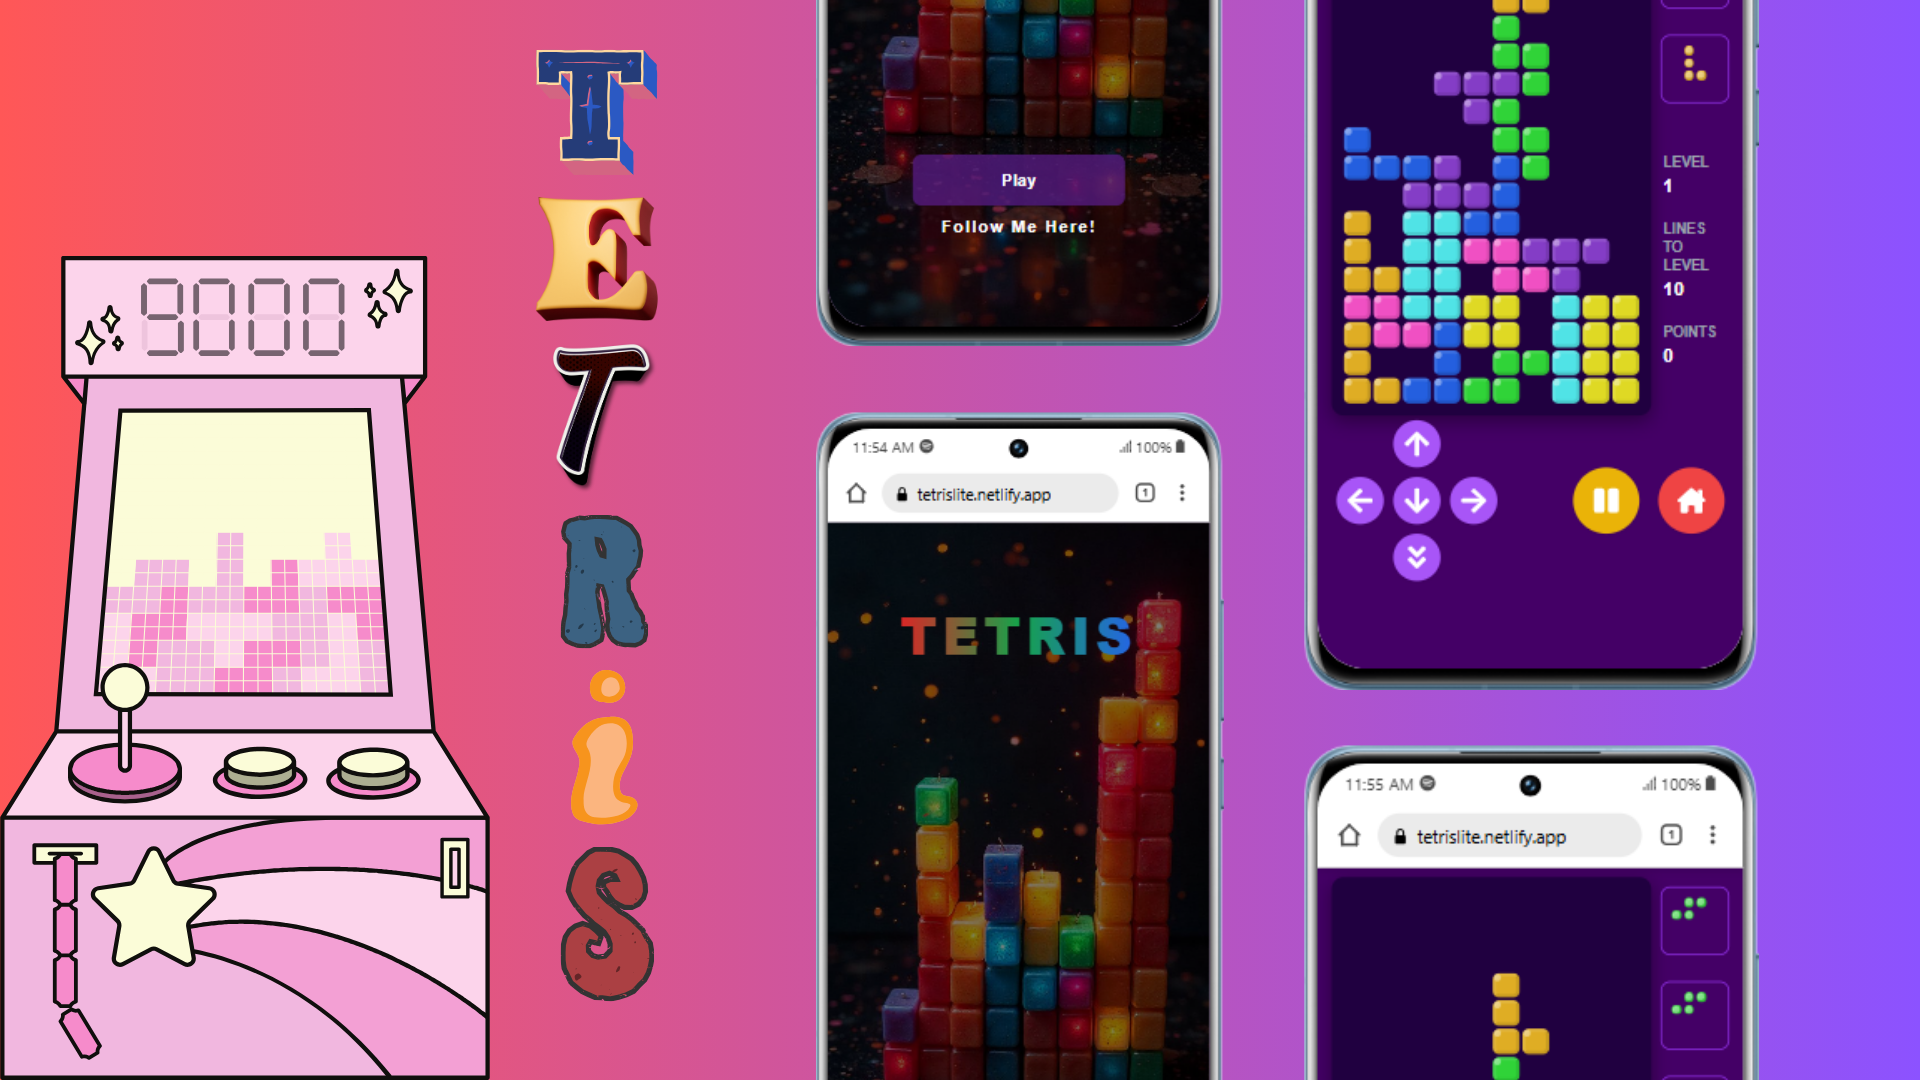 9000
T
E
T
R
i
S
Play
Follow Me Here!
11:54 AM
100%
tetrislite.netlify.app
1
TETRIS
LEVEL
1
LINES
TO
LEVEL
10
POINTS
0
11:55 AM
100%
tetrislite.netlify.app
1